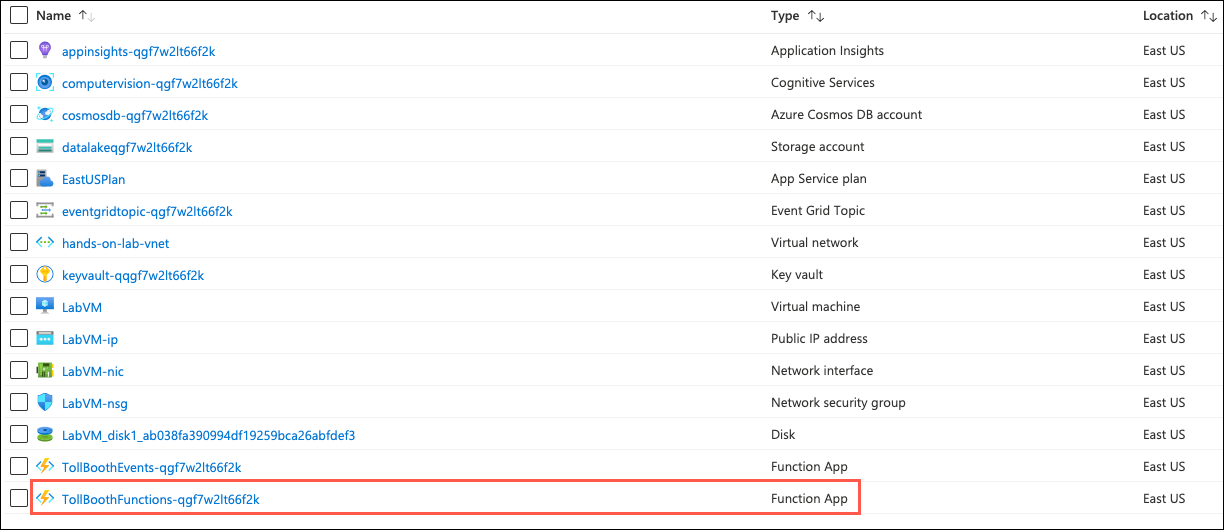 Name Type Location
appinsights-qgf7w2lt66f2k Application Insights East US
computervision-qgf7w2lt66f2k Cognitive Services East US
cosmosdb-qgf7w2lt66f2k Azure Cosmos DB account East US
datalakeqgf7w2lt66f2k Storage account East US
EastUSPlan App Service plan East US
eventgridtopic-qgf7w2lt66f2k Event Grid Topic East US
hands-on-lab-vnet Virtual network East US
keyvault-qqgf7w2lt66f2k Key vault East US
LabVM Virtual machine East US
LabVM-ip Public IP address East US
LabVM-nic Network interface East US
LabVM-nsg Network security group East US
LabVM_disk1_ab038fa390994df19259bca26abfdef3 Disk East US
TollBoothEvents-qgf7w2lt66f2k Function App East US
TollBoothFunctions-qgf7w2lt66f2k Function App East US